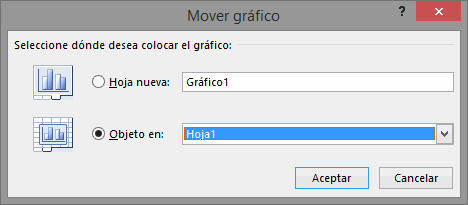 Mover gráfico
Seleccione dónde desea colocar el gráfico:
Hoja nueva: Gráfico1
Objeto en: Hoja1
Aceptar Cancelar